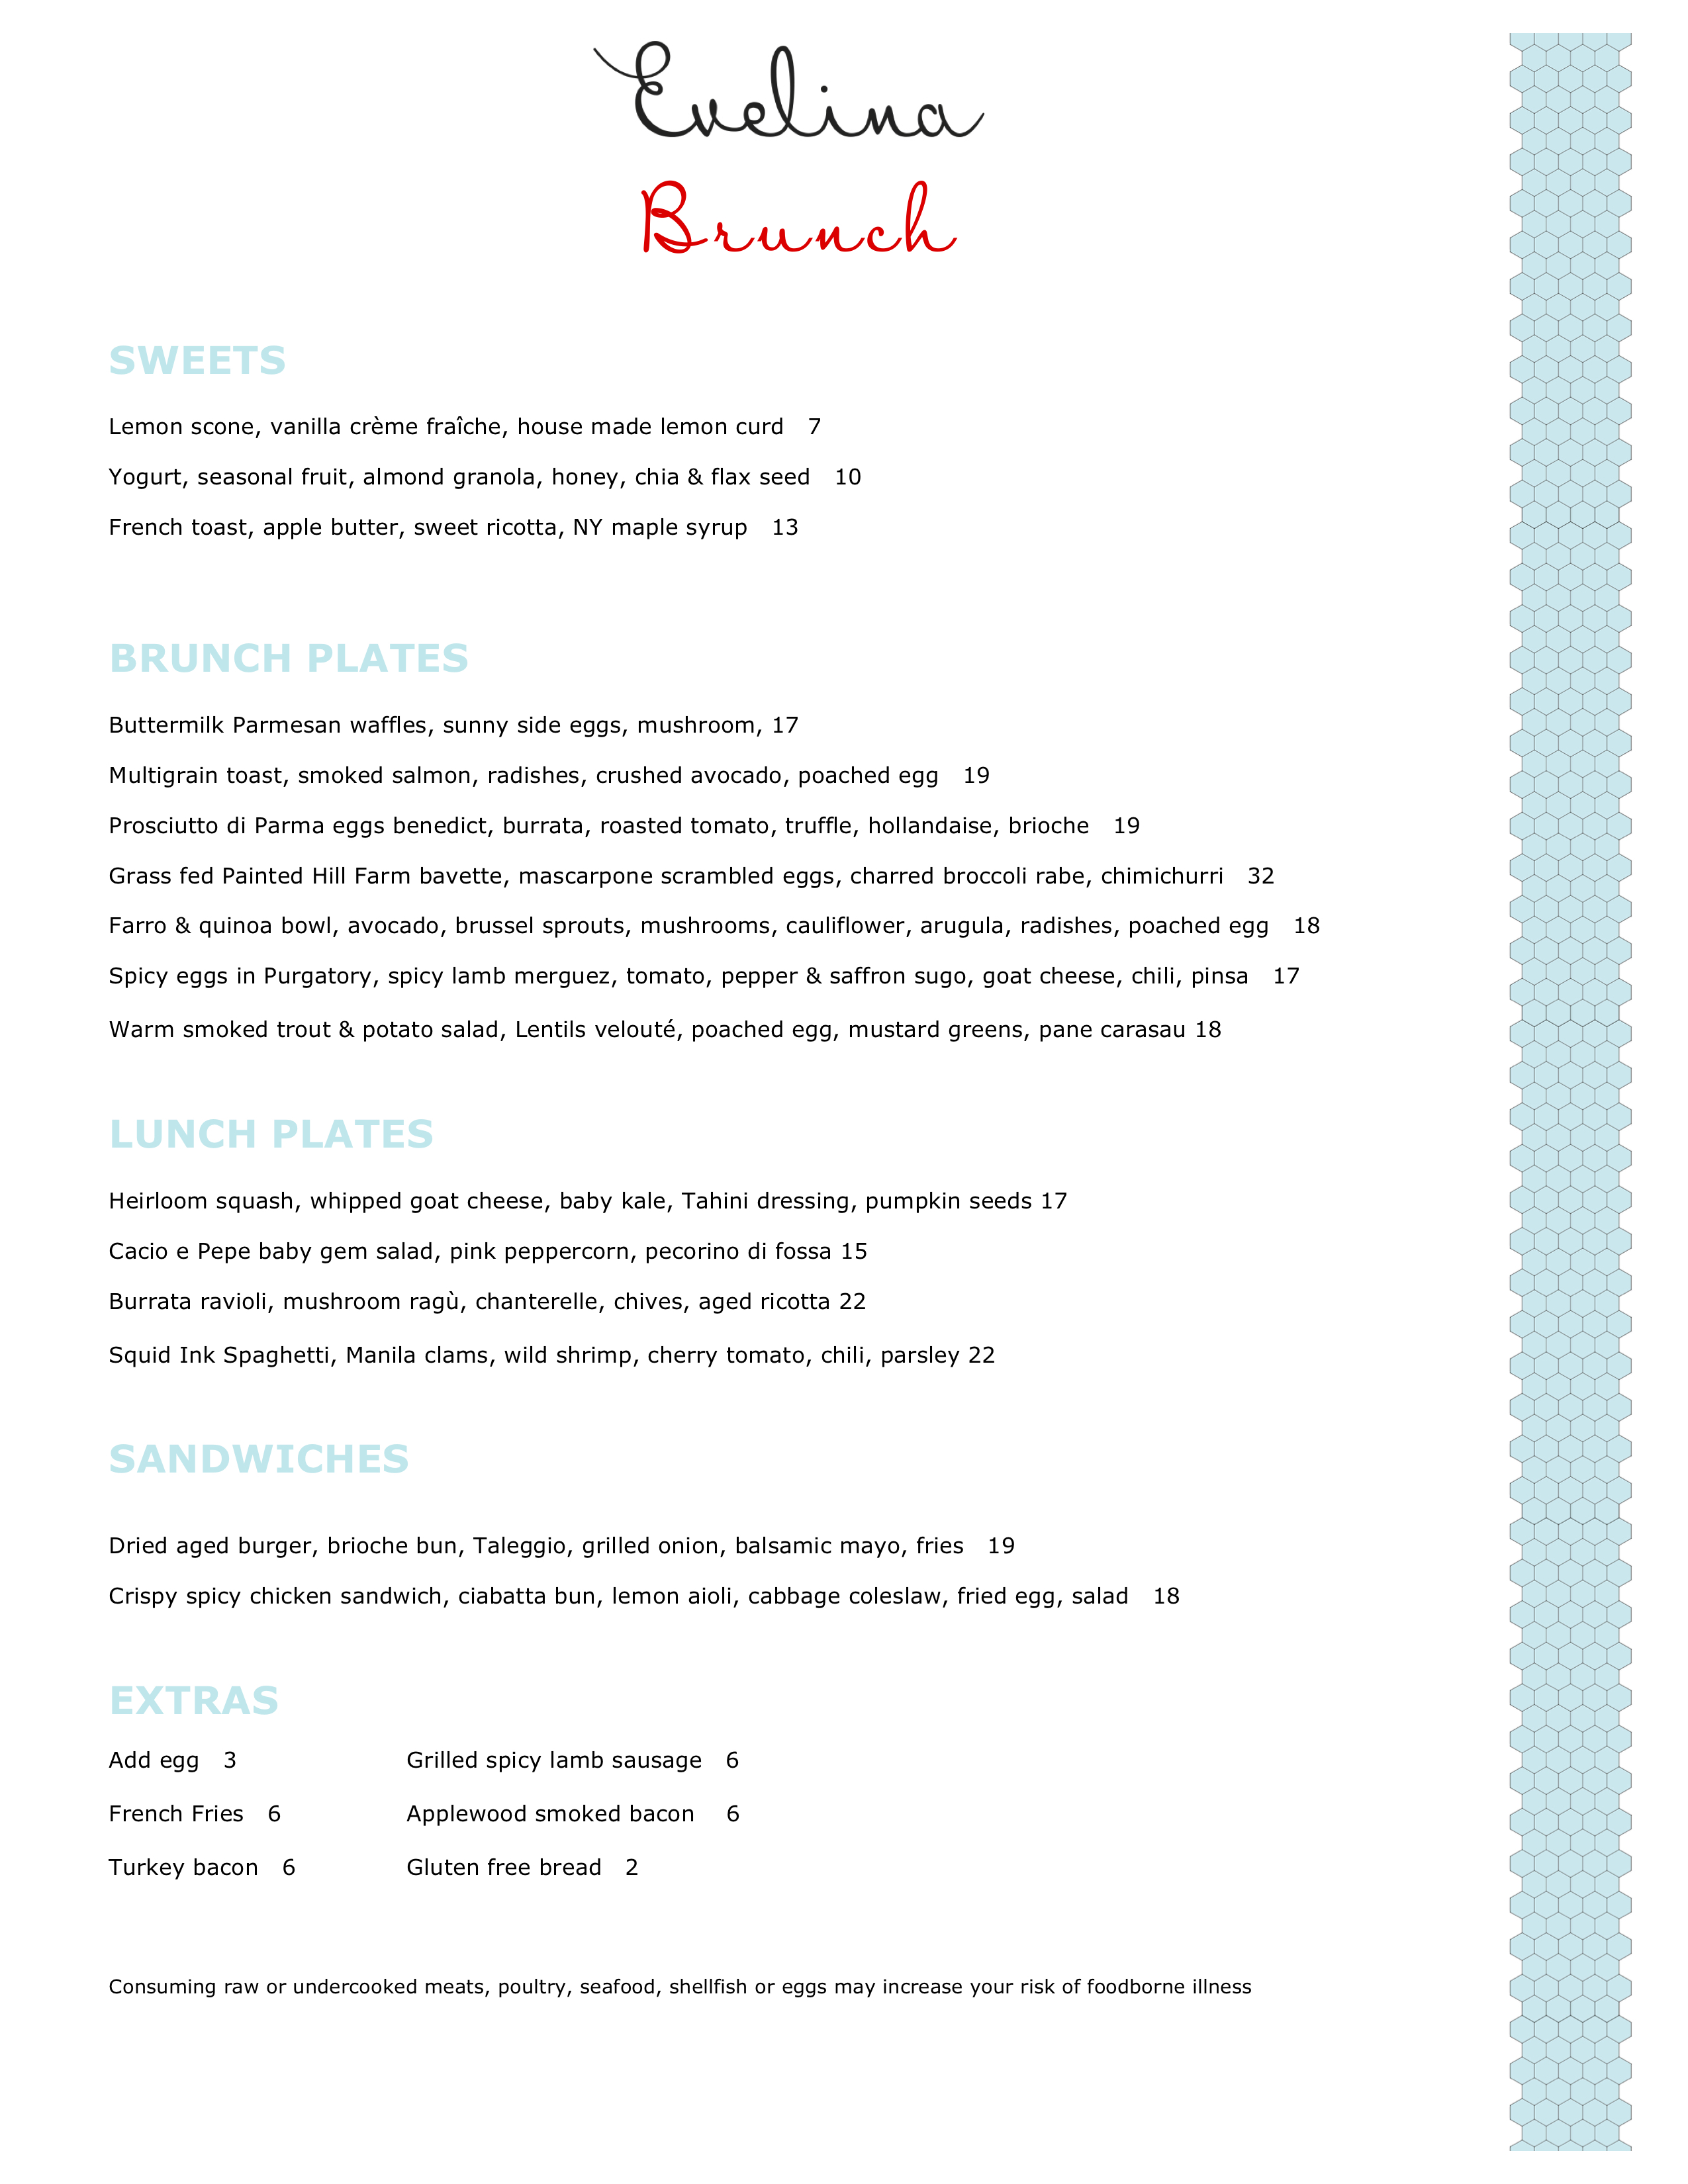 Evelina
Brunch
SWEETS
Lemon scone, vanilla crème fraîche, house made lemon curd 7
Yogurt, seasonal fruit, almond granola, honey, chia & flax seed 10
French toast, apple butter, sweet ricotta, NY maple syrup 13
BRUNCH PLATES
Buttermilk Parmesan waffles, sunny side eggs, mushroom, 17
Multigrain toast, smoked salmon, radishes, crushed avocado, poached egg 19
Prosciutto di Parma eggs benedict, burrata, roasted tomato, truffle, hollandaise, brioche 19
Grass fed Painted Hill Farm bavette, mascarpone scrambled eggs, charred broccoli rabe, chimichurri 32
Farro & quinoa bowl, avocado, brussel sprouts, mushrooms, cauliflower, arugula, radishes, poached egg 18
Spicy eggs in Purgatory, spicy lamb merguez, tomato, pepper & saffron sugo, goat cheese, chili, pinsa 17
Warm smoked trout & potato salad, Lentils velouté, poached egg, mustard greens, pane carasau 18
LUNCH PLATES
Heirloom squash, whipped goat cheese, baby kale, Tahini dressing, pumpkin seeds 17
Cacio e Pepe baby gem salad, pink peppercorn, pecorino di fossa 15
Burrata ravioli, mushroom ragù, chanterelle, chives, aged ricotta 22
Squid Ink Spaghetti, Manila clams, wild shrimp, cherry tomato, chili, parsley 22
SANDWICHES
Dried aged burger, brioche bun, Taleggio, grilled onion, balsamic mayo, fries 19
Crispy spicy chicken sandwich, ciabatta bun, lemon aioli, cabbage coleslaw, fried egg, salad 18
EXTRAS
Add egg 3 Grilled spicy lamb sausage 6
French Fries 6 Applewood smoked bacon 6
Turkey bacon 6 Gluten free bread 2
Consuming raw or undercooked meats, poultry, seafood, shellfish or eggs may increase your risk of foodborne illness